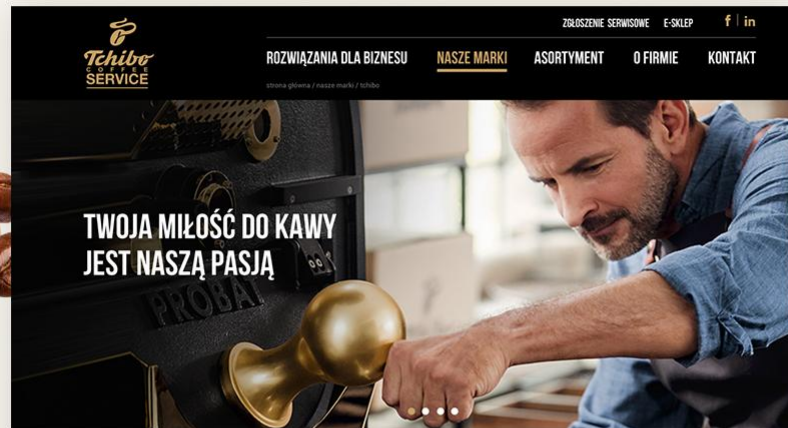 ZGŁOSZENIE SERWISOWE E-SKLEP f in
Tchibo
COFFEE
SERVICE
ROZWIĄZANIA DLA BIZNESU NASZE MARKI ASORTYMENT O FIRMIE KONTAKT
strona główna / nasze marki / tchibo
TWOJA MIŁOŚĆ DO KAWY
JEST NASZĄ PASJĄ
PROBAT